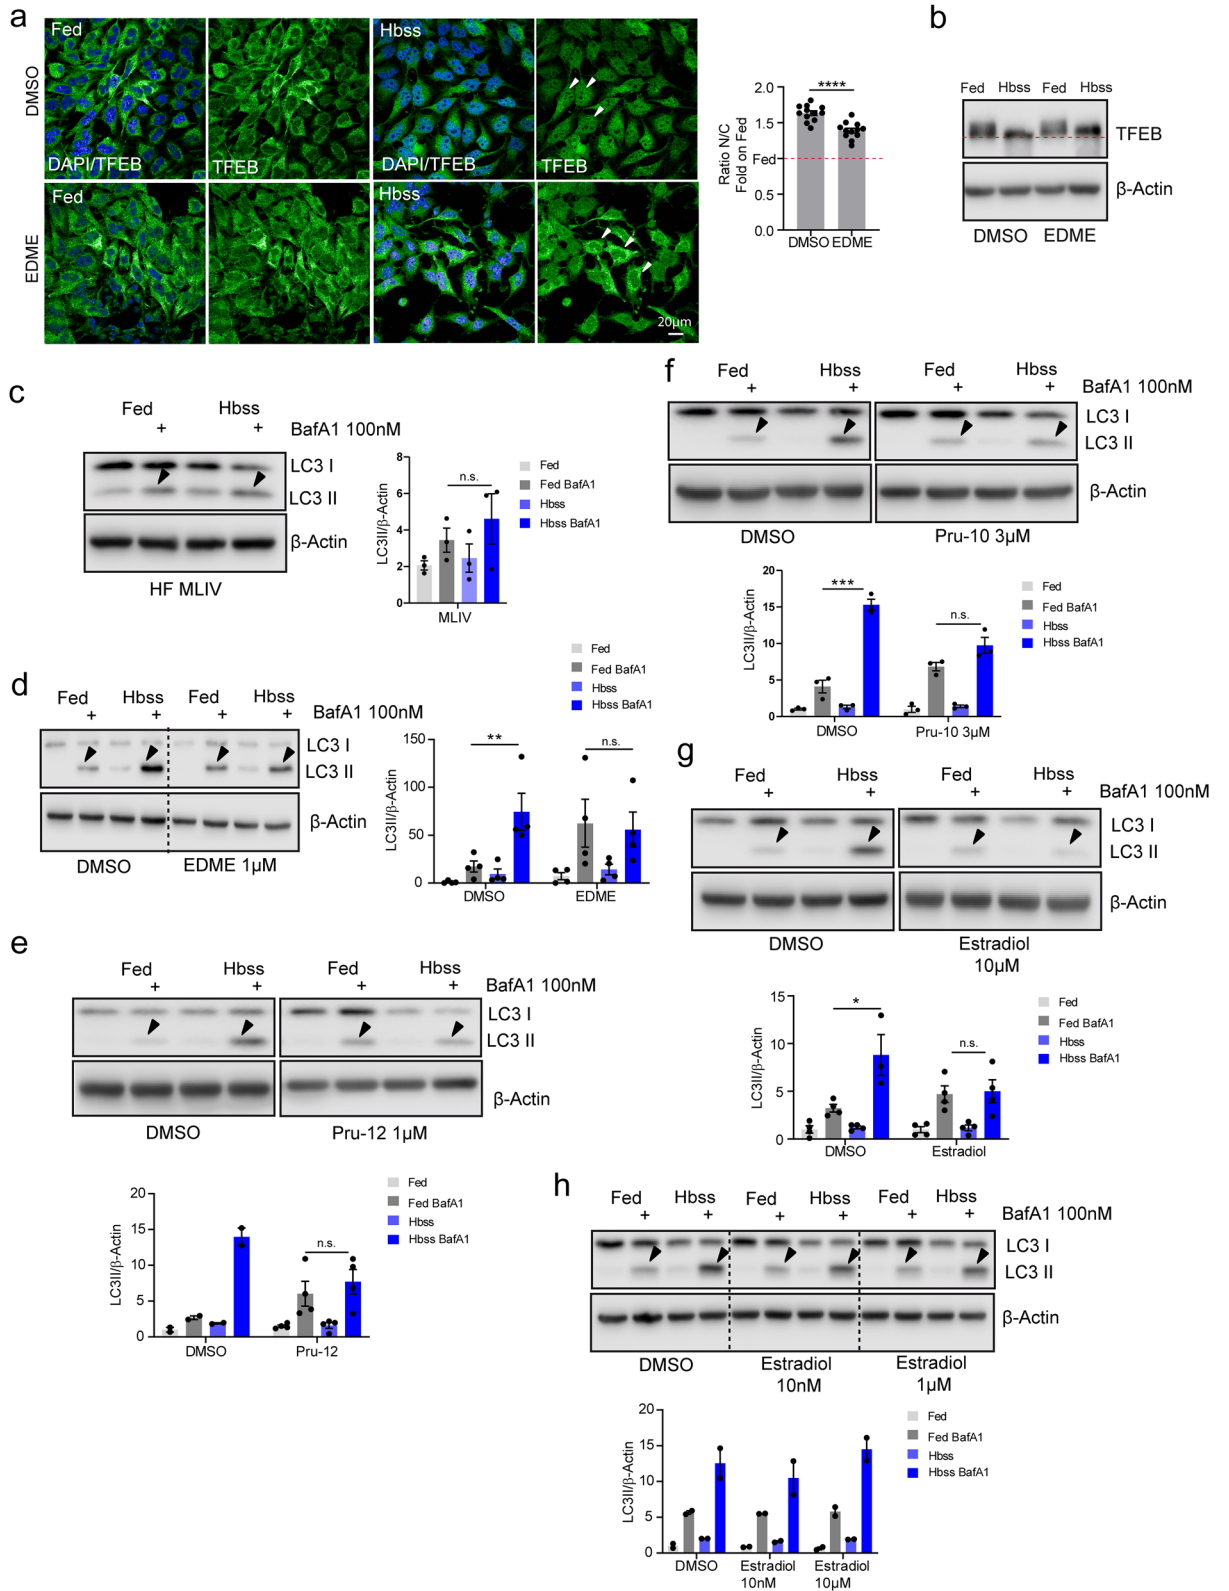 a
Fed
Hbss
DMSO
DAPI/TFEB
TFEB
DAPI/TFEB
TFEB
Fed
Hbss
EDME
20µm
Ratio N/C
Fold on Fed
2.0
1.5
Fed
0.5
0.0
****
DMSO EDME
b
Fed Hbss Fed Hbss
TFEB
β-Actin
DMSO EDME
c
Fed Hbss
+ + BafA1 100nM
LC3 I
LC3 II
β-Actin
HF MLIV
LC3II/β-Actin
8
6
4
2
0
n.s.
MLIV
Fed
Fed BafA1
Hbss
Hbss BafA1
d
Fed Hbss Fed Hbss
+ + + + BafA1 100nM
LC3 I
LC3 II
β-Actin
DMSO EDME 1µM
Fed
Fed BafA1
Hbss
Hbss BafA1
LC3II/β-Actin
150
100
50
0
** n.s.
DMSO EDME
e
Fed Hbss Fed Hbss
+ + + + BafA1 100nM
LC3 I
LC3 II
β-Actin
DMSO Pru-12 1µM
Fed
Fed BafA1
Hbss
Hbss BafA1
LC3II/β-Actin
20
15
10
5
0
n.s.
DMSO Pru-12
f
Fed Hbss Fed Hbss
+ + + + BafA1 100nM
LC3 I
LC3 II
β-Actin
DMSO Pru-10 3µM
LC3II/β-Actin
20
15
10
5
0
*** n.s.
DMSO Pru-10 3µM
Fed
Fed BafA1
Hbss
Hbss BafA1
g
Fed Hbss Fed Hbss
+ + + + BafA1 100nM
LC3 I
LC3 II
β-Actin
DMSO Estradiol
10µM
LC3II/β-Actin
15
10
5
0
* n.s.
DMSO Estradiol
Fed
Fed BafA1
Hbss
Hbss BafA1
h
Fed Hbss Fed Hbss Fed Hbss
+ + + + + + BafA1 100nM
LC3 I
LC3 II
β-Actin
DMSO Estradiol Estradiol
10nM 1µM
LC3II/β-Actin
20
15
10
5
0
DMSO Estradiol Estradiol
10nM 10µM
Fed
Fed BafA1
Hbss
Hbss BafA1